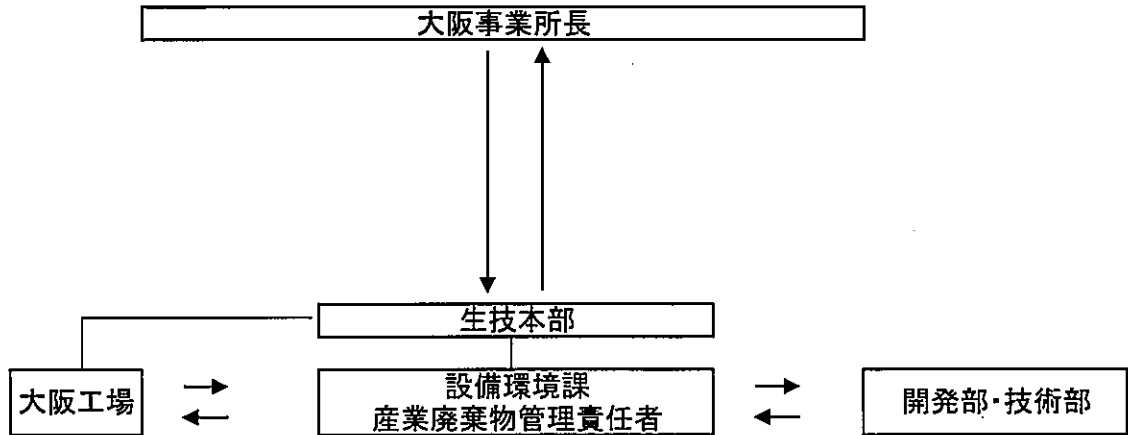 大阪事業所長
生技本部
大阪工場
設備環境課
産業廃棄物管理責任者
開発部・技術部